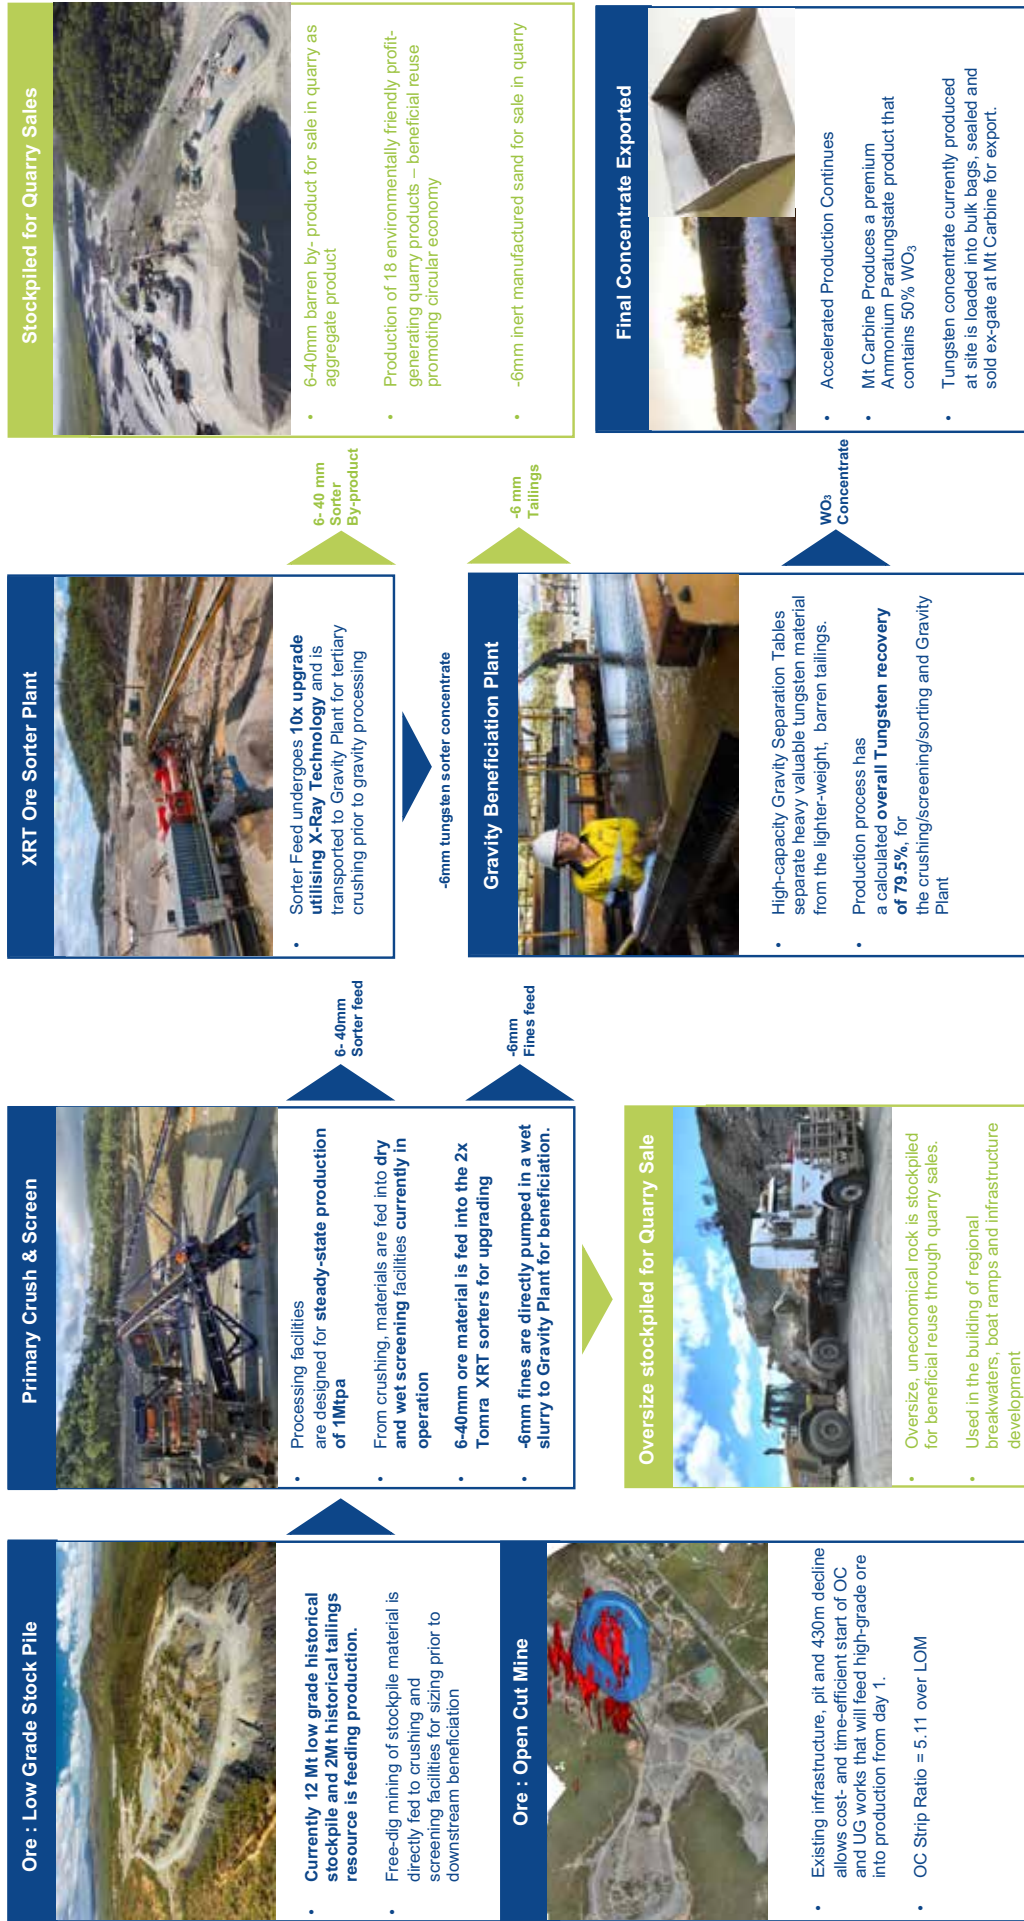 Ore : Low Grade Stock Pile
• Currently 12 Mt low grade historical
stockpile and 2Mt historical tailings
resource is feeding production.
• Free-dig mining of stockpile material is
directly fed to crushing and
screening facilities for sizing prior to
downstream beneficiation
Ore : Open Cut Mine
• Existing infrastructure, pit and 430m decline
allows cost- and time-efficient start of OC
and UG works that will feed high-grade ore
into production from day 1.
• OC Strip Ratio = 5.11 over LOM
Primary Crush & Screen
• Processing facilities
are designed for steady-state production
of 1Mtpa
• From crushing, materials are fed into dry
and wet screening facilities currently in
operation
• 6-40mm ore material is fed into the 2x
Tomra XRT sorters for upgrading
• -6mm fines are directly pumped in a wet
slurry to Gravity Plant for beneficiation.
6- 40mm
Sorter feed
-6mm
Fines feed
Oversize stockpiled for Quarry Sale
• Oversize, uneconomical rock is stockpiled
for beneficial reuse through quarry sales.
• Used in the building of regional
breakwaters, boat ramps and infrastructure
development
XRT Ore Sorter Plant
• Sorter Feed undergoes 10x upgrade
utilising X-Ray Technology and is
transported to Gravity Plant for tertiary
crushing prior to gravity processing
-6mm tungsten sorter concentrate
Gravity Beneficiation Plant
• High-capacity Gravity Separation Tables
separate heavy valuable tungsten material
from the lighter-weight, barren tailings.
• Production process has
a calculated overall Tungsten recovery
of 79.5%, for
the crushing/screening/sorting and Gravity
Plant
6- 40 mm
Sorter
By-product
-6 mm
Tailings
WO₃
Concentrate
Stockpiled for Quarry Sales
• 6-40mm barren by- product for sale in quarry as
aggregate product
• Production of 18 environmentally friendly profit-
generating quarry products – beneficial reuse
promoting circular economy
• -6mm inert manufactured sand for sale in quarry
Final Concentrate Exported
• Accelerated Production Continues
• Mt Carbine Produces a premium
Ammonium Paratungstate product that
contains 50% WO₃
• Tungsten concentrate currently produced
at site is loaded into bulk bags, sealed and
sold ex-gate at Mt Carbine for export.